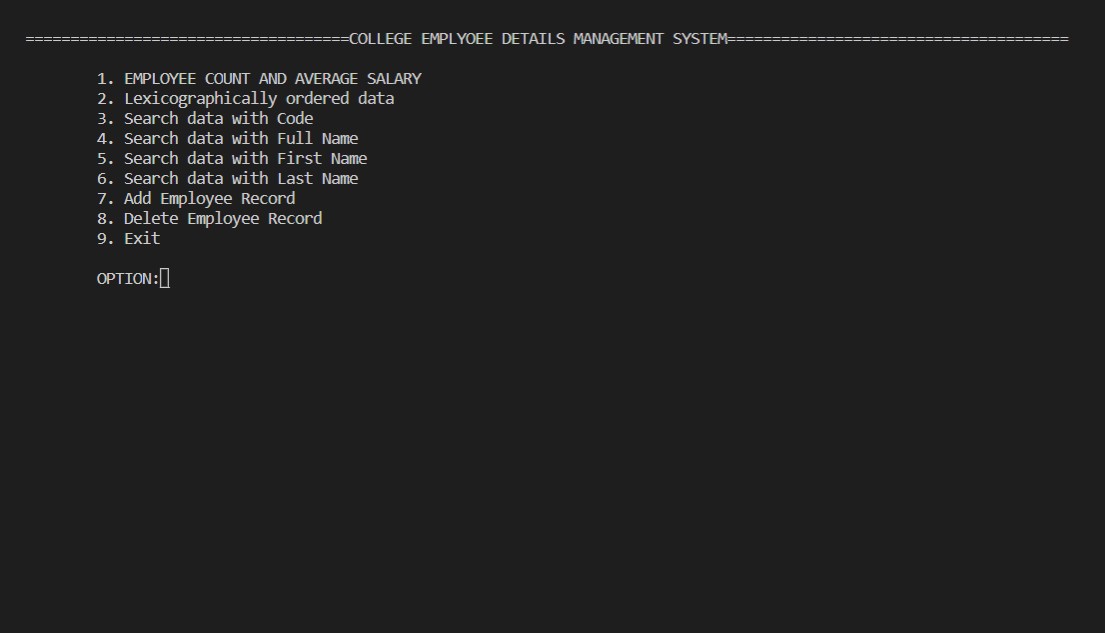 ====================================COLLEGE EMPLYOEE DETAILS MANAGEMENT SYSTEM======================================
1. EMPLOYEE COUNT AND AVERAGE SALARY
2. Lexicographically ordered data
3. Search data with Code
4. Search data with Full Name
5. Search data with First Name
6. Search data with Last Name
7. Add Employee Record
8. Delete Employee Record
9. Exit
OPTION: